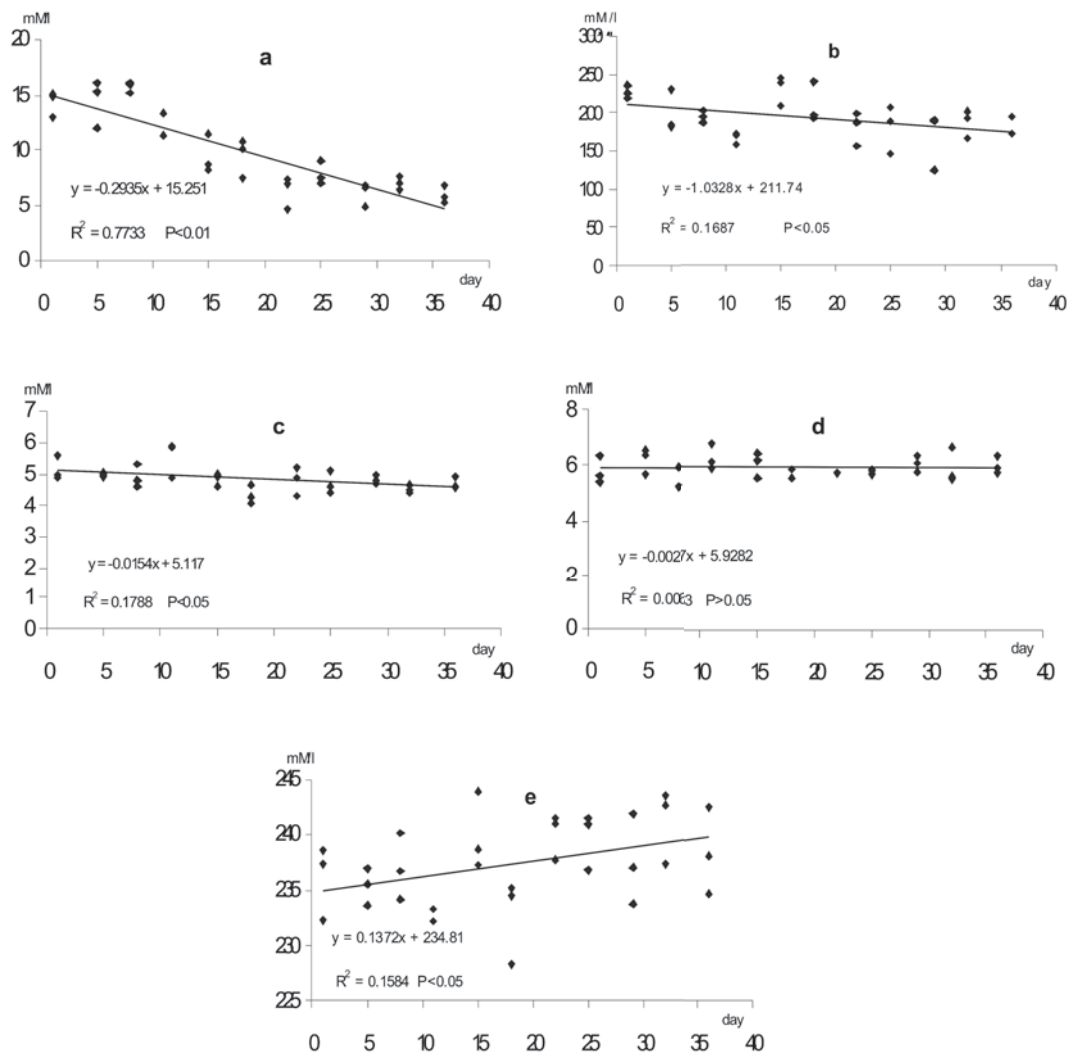 mM/l
a
20
15
10
5
0
y = -0.2935x + 15.251
R² = 0.7733 P<0.01
day
0 5 10 15 20 25 30 35 40
mM/l
b
300
250
200
150
100
50
0
y = -1.0328x + 211.74
R² = 0.1687 P<0.05
day
0 5 10 15 20 25 30 35 40
mM/l
c
7
6
5
4
3
2
1
0
y = -0.0154x + 5.117
R² = 0.1788 P<0.05
day
0 5 10 15 20 25 30 35 40
mM/l
d
8
6
4
2
0
y = -0.0027x + 5.9282
R² = 0.0063 P>0.05
day
0 5 10 15 20 25 30 35 40
mM/l
e
245
240
235
230
225
y = 0.1372x + 234.81
R² = 0.1584 P<0.05
day
0 5 10 15 20 25 30 35 40